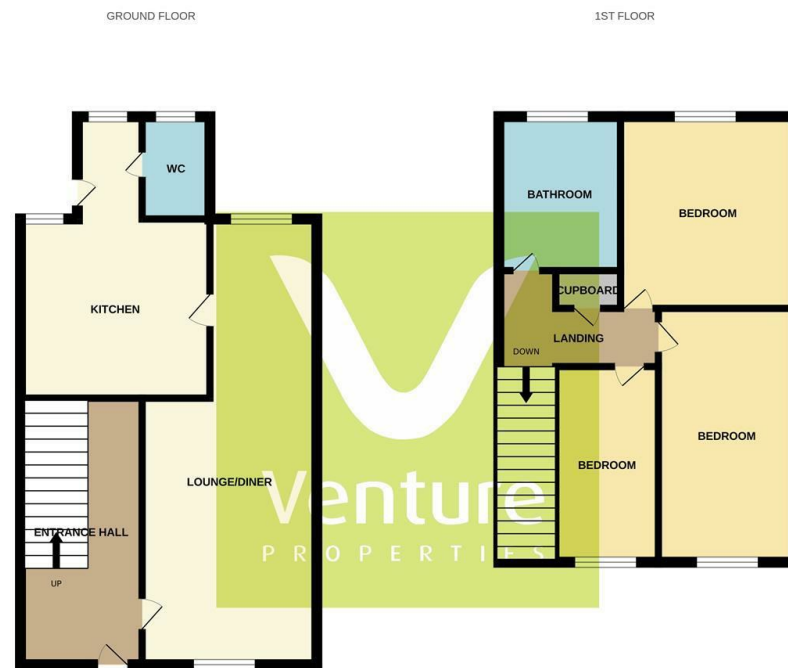 GROUND FLOOR
1ST FLOOR
WC
BATHROOM
BEDROOM
CUPBOARD
KITCHEN
LANDING
DOWN
BEDROOM
BEDROOM
LOUNGE/DINER
Venture
PROPERTIES
ENTRANCE HALL
UP